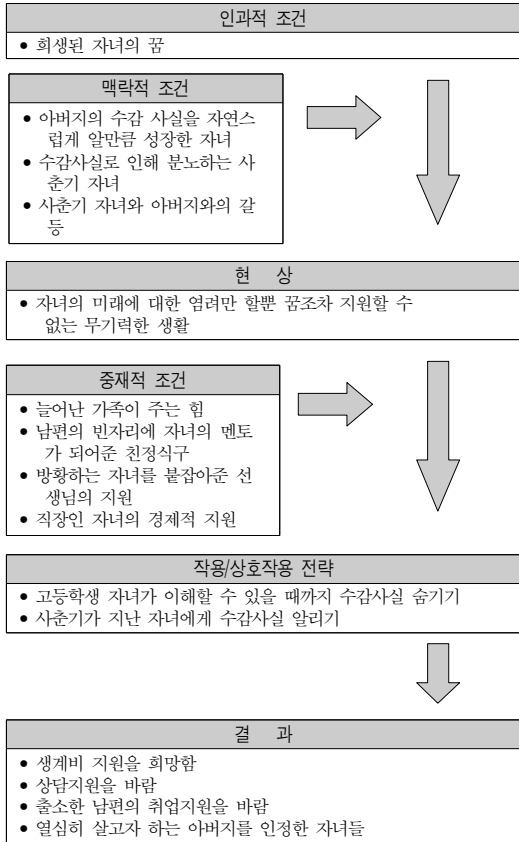 인과적 조건
• 희생된 자녀의 꿈
맥락적 조건
• 아버지의 수감 사실을 자연스
럽게 알만큼 성장한 자녀
• 수감사실로 인해 분노하는 사
춘기 자녀
• 사춘기 자녀와 아버지와의 갈
등
현 상
• 자녀의 미래에 대한 염려만 할뿐 꿈조차 지원할 수
없는 무기력한 생활
중재적 조건
• 늘어난 가족이 주는 힘
• 남편의 빈자리에 자녀의 멘토
가 되어준 친정식구
• 방황하는 자녀를 붙잡아준 선
생님의 지원
• 직장인 자녀의 경제적 지원
작용/상호작용 전략
• 고등학생 자녀가 이해할 수 있을 때까지 수감사실 숨기기
• 사춘기가 지난 자녀에게 수감사실 알리기
결 과
• 생계비 지원을 희망함
• 상담지원을 바람
• 출소한 남편의 취업지원을 바람
• 열심히 살고자 하는 아버지를 인정한 자녀들